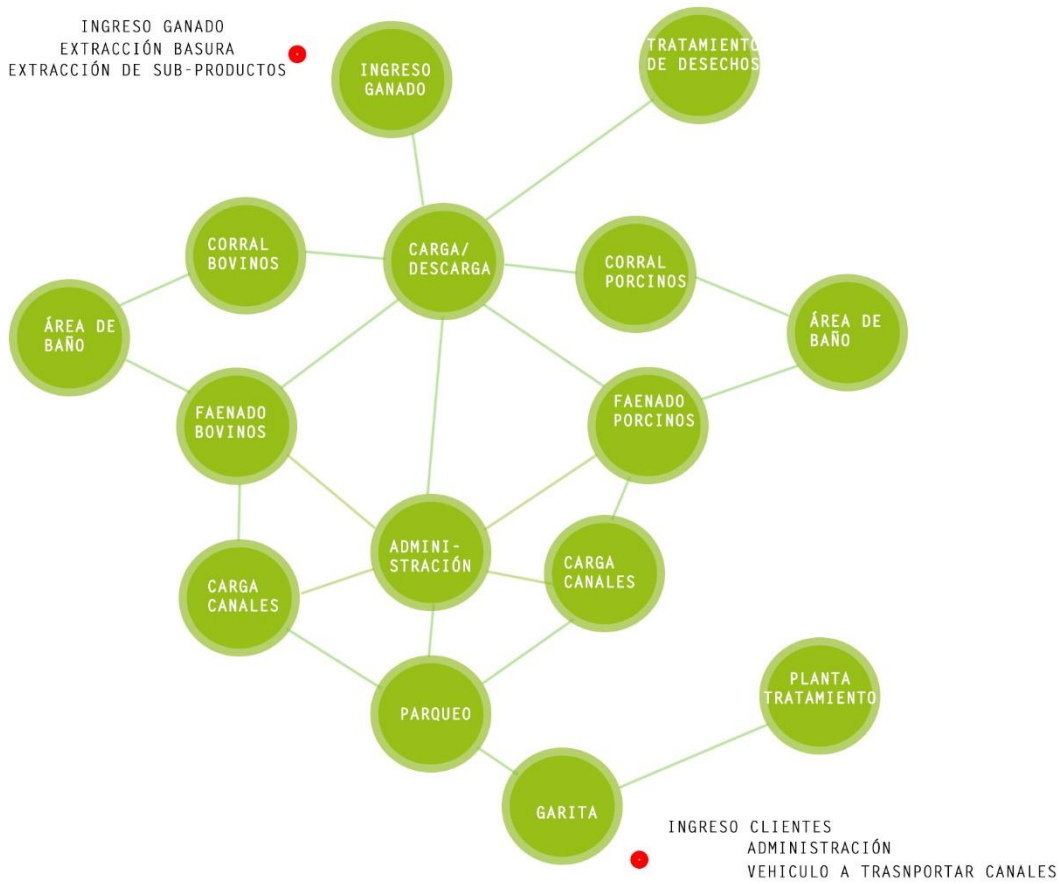 INGRESO GANADO
EXTRACCIÓN BASURA
EXTRACCIÓN DE SUB-PRODUCTOS
INGRESO
GANADO
TRATAMIENTO
DE DESECHOS
CORRAL
BOVINOS
CARGA/
DESCARGA
CORRAL
PORCINOS
ÁREA DE
BAÑO
ÁREA DE
BAÑO
FAENADO
BOVINOS
FAENADO
PORCINOS
ADMINI-
STRACIÓN
CARGA
CANALES
CARGA
CANALES
PARQUEO
PLANTA
TRATAMIENTO
GARITA
INGRESO CLIENTES
ADMINISTRACIÓN
VEHICULO A TRASNPORTAR CANALES